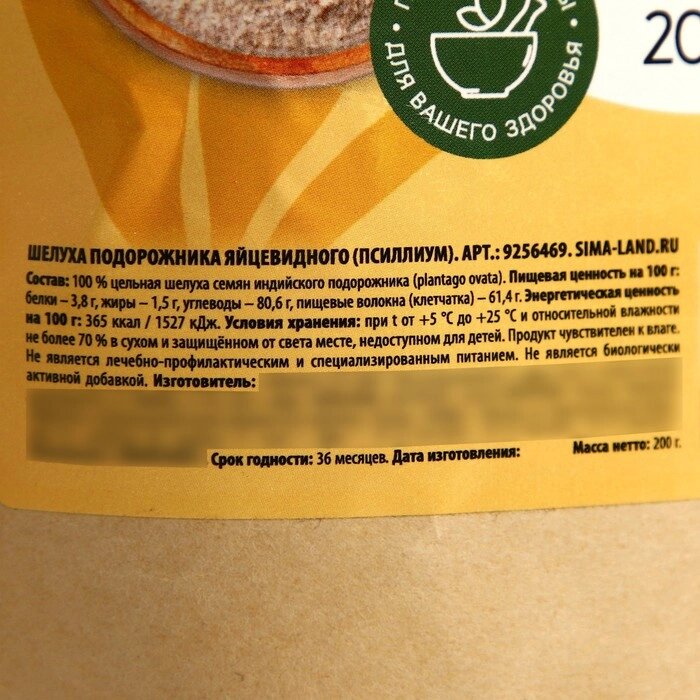 ДЛЯ ВАШЕГО ЗДОРОВЬЯ
20
ШЕЛУХА ПОДОРОЖНИКА ЯЙЦЕВИДНОГО (ПСИЛЛИУМ). АРТ.: 9256469. SIMA-LAND.RU
Состав: 100 % цельная шелуха семян индийского подорожника (plantago ovata). Пищевая ценность на 100 г:
белки – 3,8 г, жиры – 1,5 г, углеводы – 80,6 г, пищевые волокна (клетчатка) – 61,4 г. Энергетическая ценность
на 100 г: 365 ккал / 1527 кДж. Условия хранения: при t от +5 °C до +25 °C и относительной влажности
не более 70 % в сухом и защищённом от света месте, недоступном для детей. Продукт чувствителен к влаге.
Не является лечебно-профилактическим и специализированным питанием. Не является биологически
активной добавкой. Изготовитель:
Срок годности: 36 месяцев. Дата изготовления: Масса нетто: 200 г.